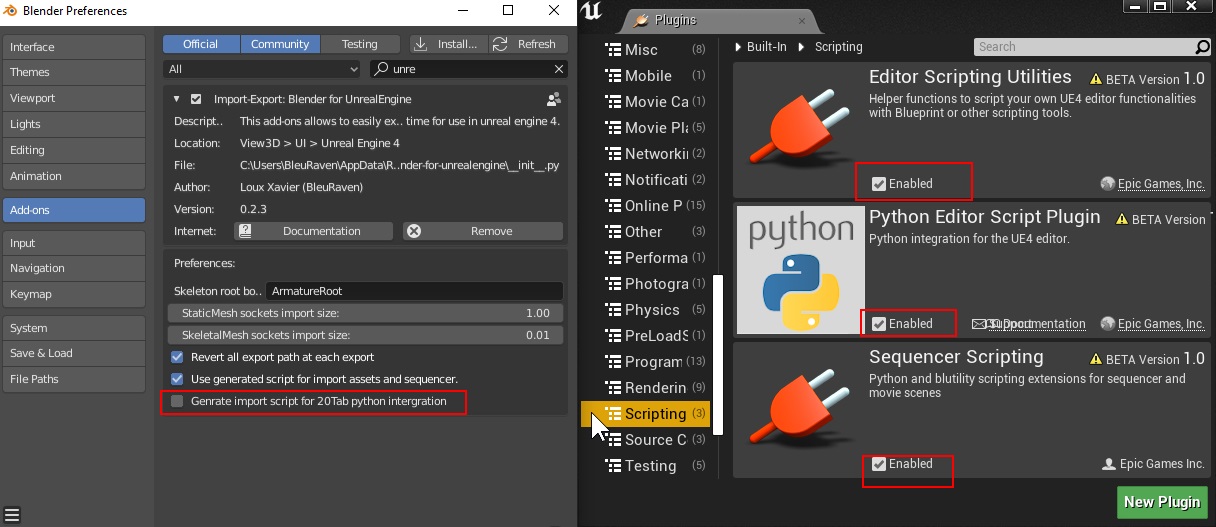 Blender Preferences
Interface
Themes
Viewport
Lights
Editing
Animation
Add-ons
Input
Navigation
Keymap
System
Save & Load
File Paths
Official
Community
Testing
Install...
Refresh
All
unre
Import-Export: Blender for UnrealEngine
Descript.. This add-ons allows to easily ex.. time for use in unreal engine 4.
Location: View3D > UI > Unreal Engine 4
File: C:\Users\BleuRaven\AppData\R..nder-for-unrealengine\__init__.py
Author: Loux Xavier (BleuRaven)
Version: 0.2.3
Internet: Documentation Remove
Preferences:
Skeleton root bo.. ArmatureRoot
StaticMesh sockets import size: 1.00
SkeletalMesh sockets import size: 0.01
Revert all export path at each export
Use generated script for import assets and sequencer.
Genrate import script for 20Tab python intergration
Plugins
Misc (8)
Mobile (1)
Movie Ca (1)
Movie Pla (5)
Networki (2)
Notificati (2)
Online P (15)
Other (3)
Performa (1)
Photogra (1)
Physics (5)
PreLoadS (1)
Program (13)
Renderin (9)
Scripting (3)
Source C (3)
Testing (5)
Built-In Scripting
Search
Editor Scripting Utilities
BETA Version 1.0
Helper functions to script your own UE4 editor functionalities
with Blueprint or other scripting tools.
Enabled
Epic Games, Inc.
python
Python Editor Script Plugin
BETA Version
Python integration for the UE4 editor.
Enabled
Documentation
Epic Games, Inc.
Sequencer Scripting
BETA Version 1.0
Python and blutility scripting extensions for sequencer and
movie scenes
Enabled
Epic Games Inc.
New Plugin